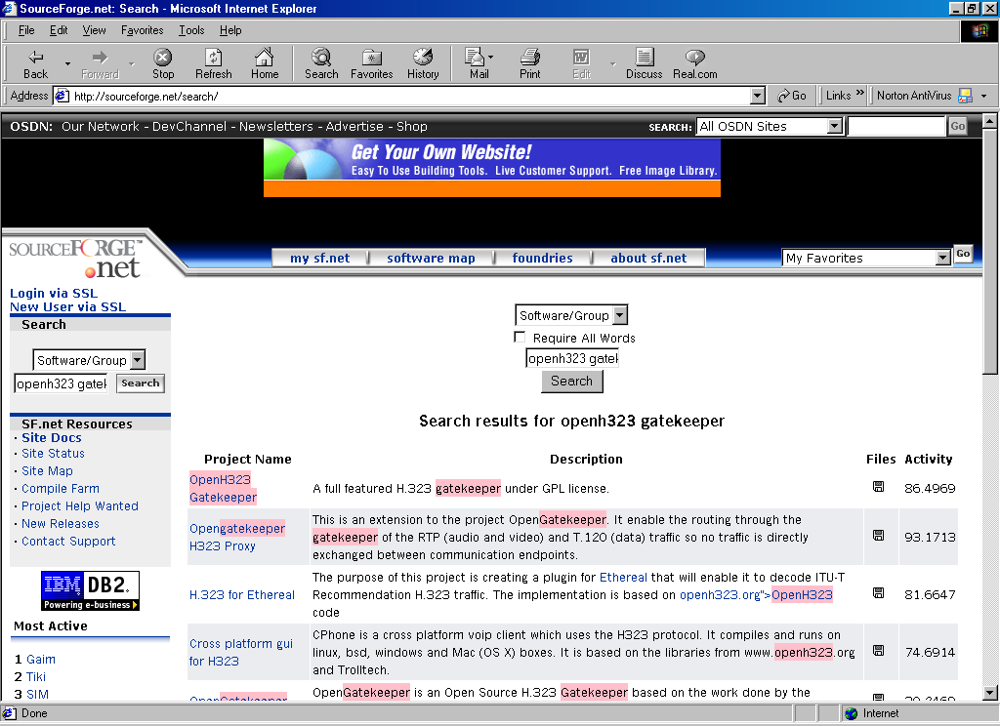 SourceForge.net: Search - Microsoft Internet Explorer
File Edit View Favorites Tools Help
Back Forward Stop Refresh Home Search Favorites History Mail Print Edit Discuss Real.com
Address http://sourceforge.net/search/ Go Links » Norton AntiVirus
OSDN: Our Network - DevChannel - Newsletters - Advertise - Shop SEARCH: All OSDN Sites Go
Get Your Own Website!
Easy To Use Building Tools. Live Customer Support. Free Image Library.
SOURCEFORGE™
.net
my sf.net software map foundries about sf.net My Favorites Go
Login via SSL
New User via SSL
Search
Software/Group
openh323 gatek Search
SF.net Resources
· Site Docs
· Site Status
· Site Map
· Compile Farm
· Project Help Wanted
· New Releases
· Contact Support
IBM DB2.
Powering e-business
Most Active
1 Gaim
2 Tiki
3 SIM
Software/Group
Require All Words
openh323 gatek
Search
Search results for openh323 gatekeeper
Project Name Description Files Activity
OpenH323
Gatekeeper
A full featured H.323 gatekeeper under GPL license.
86.4969
Opengatekeeper
H323 Proxy
This is an extension to the project OpenGatekeeper. It enable the routing through the
gatekeeper of the RTP (audio and video) and T.120 (data) traffic so no traffic is directly
exchanged between communication endpoints.
93.1713
H.323 for Ethereal
The purpose of this project is creating a plugin for Ethereal that will enable it to decode ITU-T
Recommendation H.323 traffic. The implementation is based on openh323.org">OpenH323
code
81.6647
Cross platform gui
for H323
CPhone is a cross platform voip client which uses the H323 protocol. It compiles and runs on
linux, bsd, windows and Mac (OS X) boxes. It is based on the libraries from www.openh323.org
and Trolltech.
74.6914
OpenGatekeeper
OpenGatekeeper is an Open Source H.323 Gatekeeper based on the work done by the
Done Internet